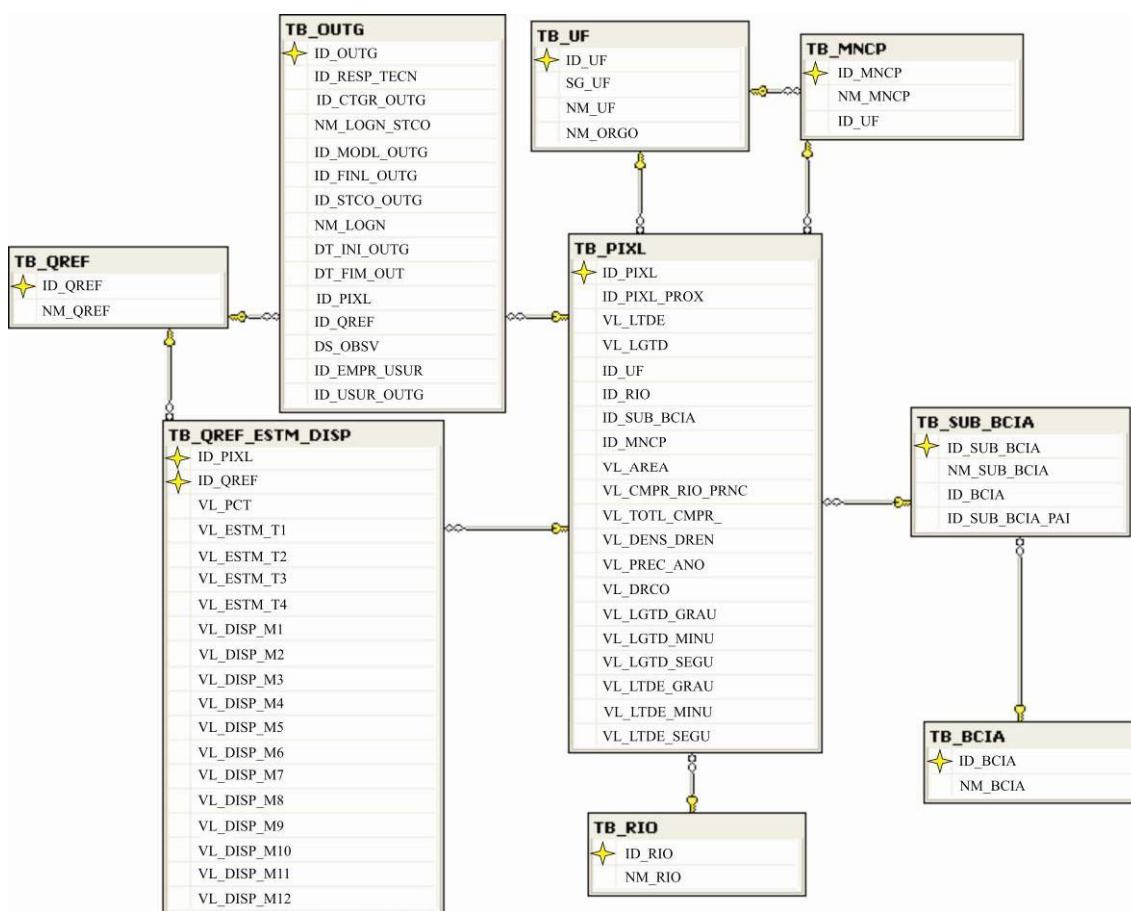 TB_OUTG
ID_OUTG
ID_RESP_TECN
ID_CTGR_OUTG
NM_LOGN_STCO
ID_MODL_OUTG
ID_FINL_OUTG
ID_STCO_OUTG
NM_LOGN
DT_INI_OUTG
DT_FIM_OUT
ID_PIXL
ID_QREF
DS_OBSV
ID_EMPR_USUR
ID_USUR_OUTG
TB_UF
ID_UF
SG_UF
NM_UF
NM_ORGO
TB_MNCP
ID_MNCP
NM_MNCP
ID_UF
TB_QREF
ID_QREF
NM_QREF
TB_PIXL
ID_PIXL
ID_PIXL_PROX
VL_LTDE
VL_LGTD
ID_UF
ID_RIO
ID_SUB_BCIA
ID_MNCP
VL_AREA
VL_CMPR_RIO_PRNC
VL_TOTL_CMPR_
VL_DENS_DREN
VL_PREC_ANO
VL_DRCO
VL_LGTD_GRAU
VL_LGTD_MINU
VL_LGTD_SEGU
VL_LTDE_GRAU
VL_LTDE_MINU
VL_LTDE_SEGU
TB_QREF_ESTM_DISP
ID_PIXL
ID_QREF
VL_PCT
VL_ESTM_T1
VL_ESTM_T2
VL_ESTM_T3
VL_ESTM_T4
VL_DISP_M1
VL_DISP_M2
VL_DISP_M3
VL_DISP_M4
VL_DISP_M5
VL_DISP_M6
VL_DISP_M7
VL_DISP_M8
VL_DISP_M9
VL_DISP_M10
VL_DISP_M11
VL_DISP_M12
TB_SUB_BCIA
ID_SUB_BCIA
NM_SUB_BCIA
ID_BCIA
ID_SUB_BCIA_PAI
TB_BCIA
ID_BCIA
NM_BCIA
TB_RIO
ID_RIO
NM_RIO